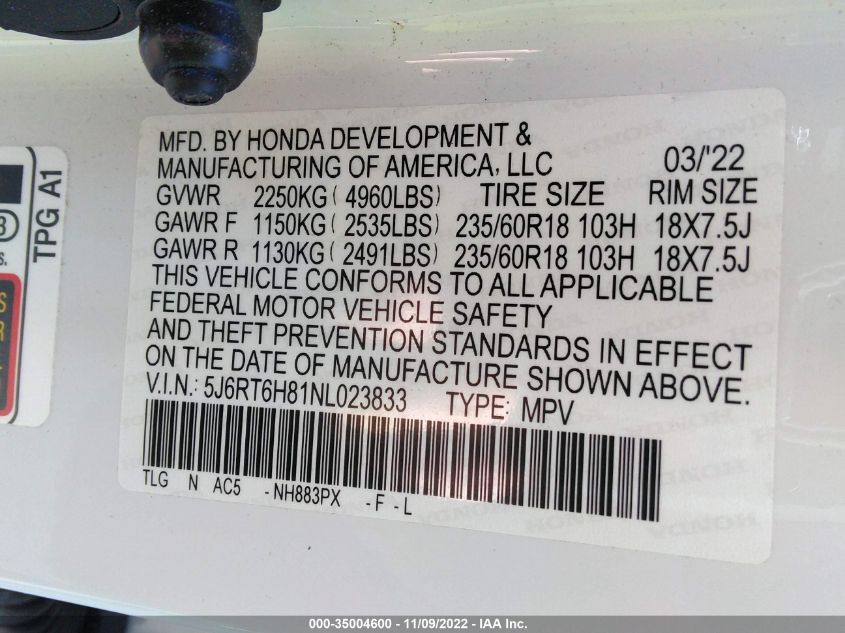 MFD. BY HONDA DEVELOPMENT &
MANUFACTURING OF AMERICA, LLC 03/'22
GVWR 2250KG ( 4960LBS) TIRE SIZE RIM SIZE
GAWR F 1150KG ( 2535LBS) 235/60R18 103H 18X7.5J
GAWR R 1130KG ( 2491LBS) 235/60R18 103H 18X7.5J
THIS VEHICLE CONFORMS TO ALL APPLICABLE
FEDERAL MOTOR VEHICLE SAFETY
AND THEFT PREVENTION STANDARDS IN EFFECT
ON THE DATE OF MANUFACTURE SHOWN ABOVE.
V.I.N.: 5J6RT6H81NL023833 TYPE: MPV
TLG N AC5 -NH883PX -F -L
TPG A1
000-35004600 - 11/09/2022 - IAA Inc.